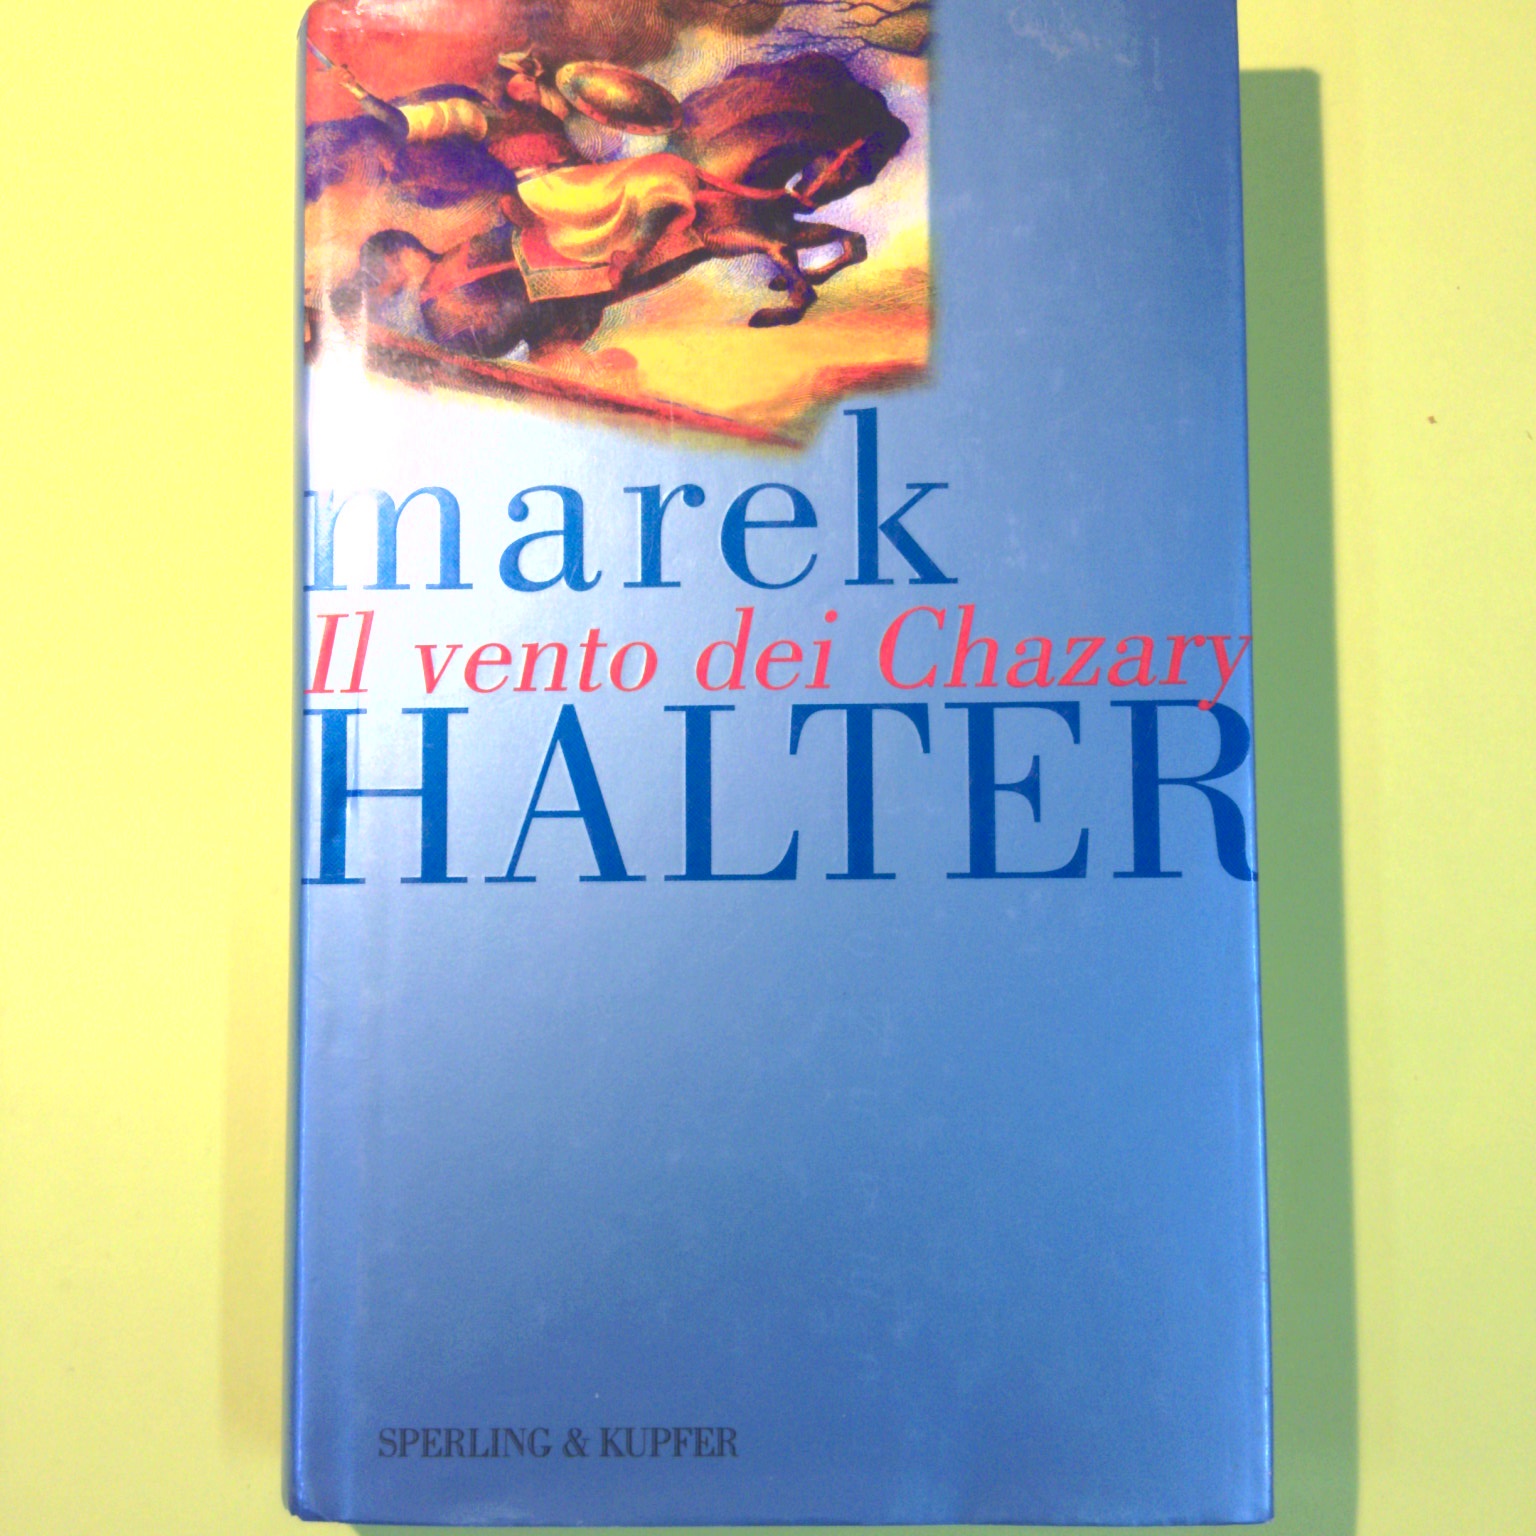 marek
Il vento dei Chazary
HALTER
SPERLING & KUPFER